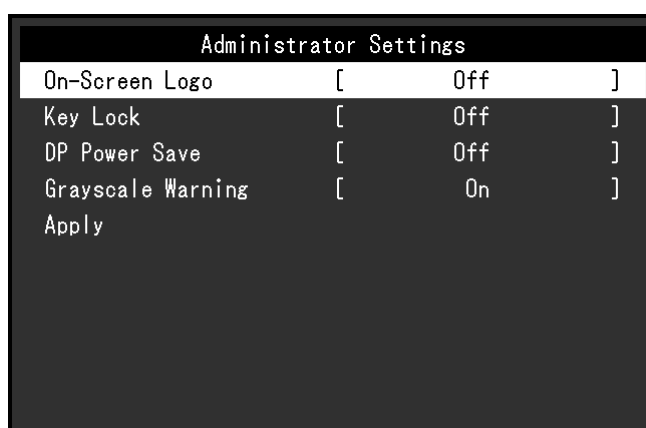 Administrator Settings
On-Screen Logo [ Off ]
Key Lock [ Off ]
DP Power Save [ Off ]
Grayscale Warning [ On ]
Apply